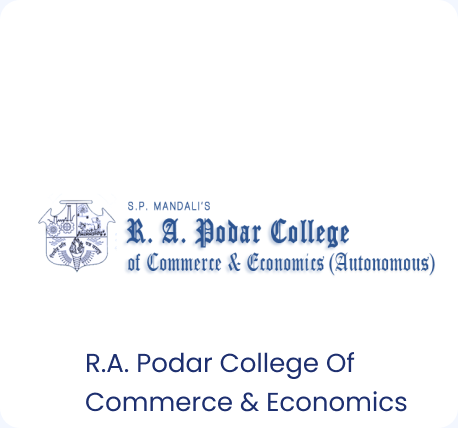 S.P. MANDALI'S
R. A. Podar College
of Commerce & Economics (Autonomous)
R.A. Podar College Of
Commerce & Economics